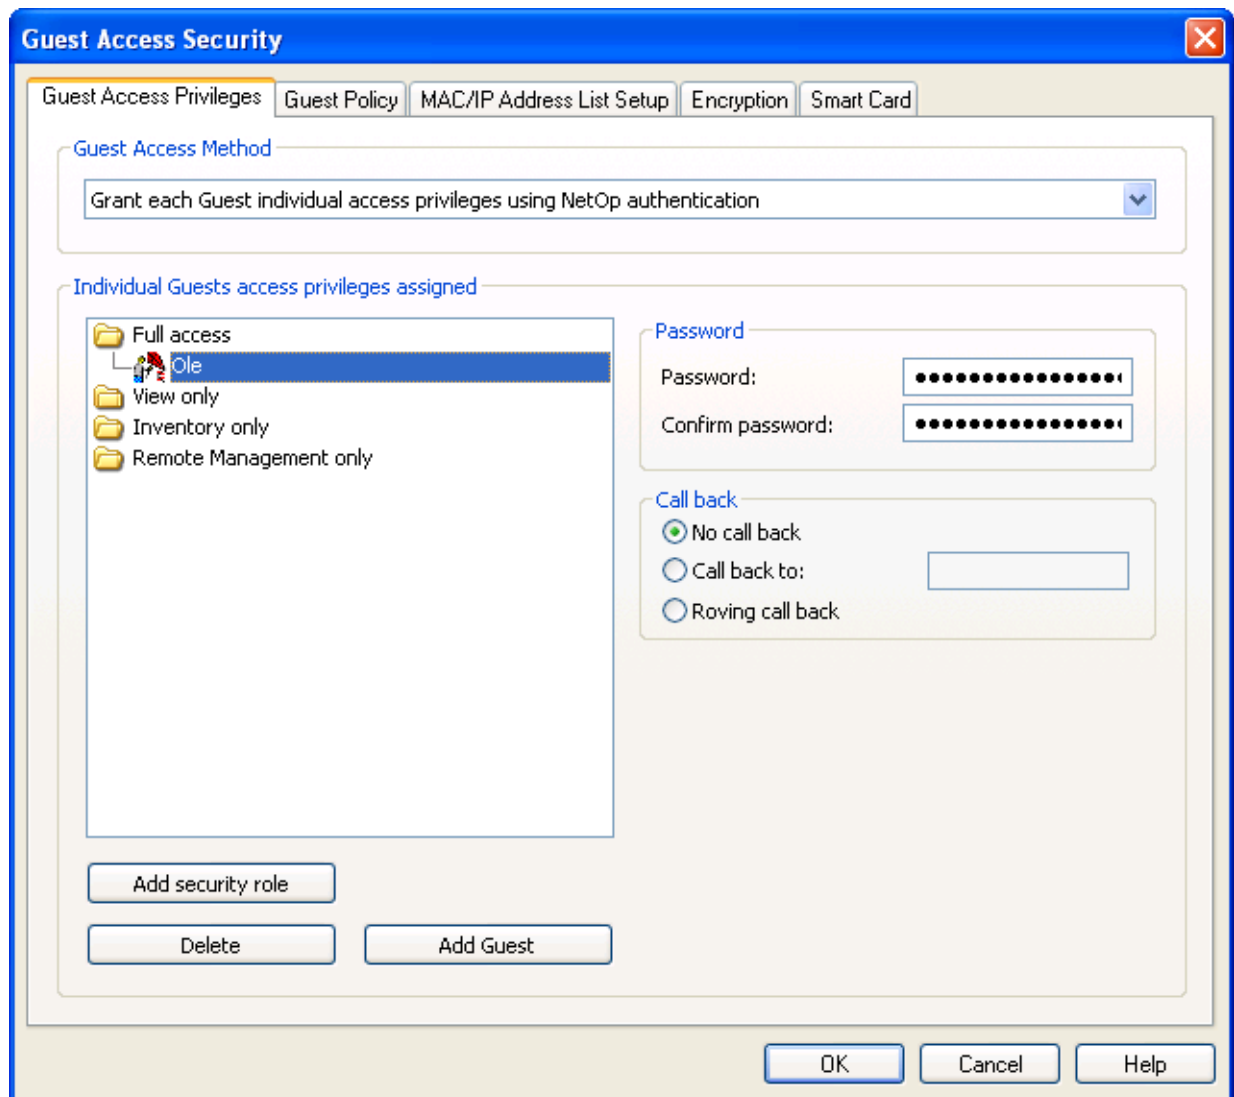 Guest Access Security
Guest Access Privileges
Guest Policy
MAC/IP Address List Setup
Encryption
Smart Card
Guest Access Method
Grant each Guest individual access privileges using NetOp authentication
Individual Guests access privileges assigned
Full access
Ole
View only
Inventory only
Remote Management only
Password
Password:
Confirm password:
Call back
No call back
Call back to:
Roving call back
Add security role
Delete
Add Guest
OK
Cancel
Help